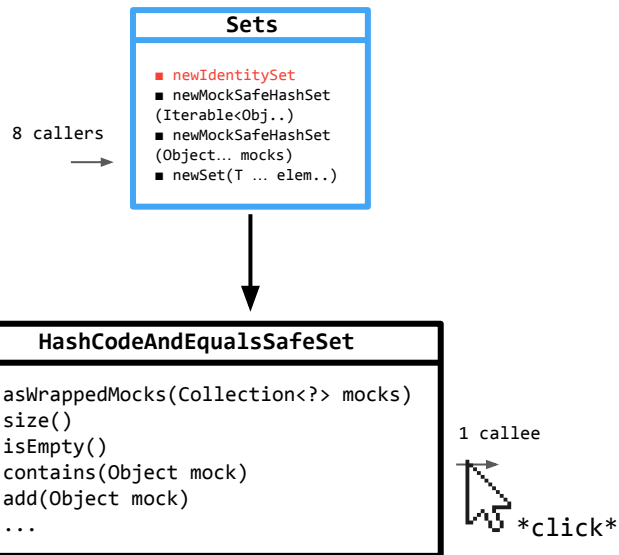 Sets
■ newIdentitySet
■ newMockSafeHashSet
(Iterable<Obj..)
■ newMockSafeHashSet
(Object... mocks)
■ newSet(T ... elem..)
8 callers
HashCodeAndEqualsSafeSet
asWrappedMocks(Collection<?> mocks)
size()
isEmpty()
contains(Object mock)
add(Object mock)
...
1 callee
*click*